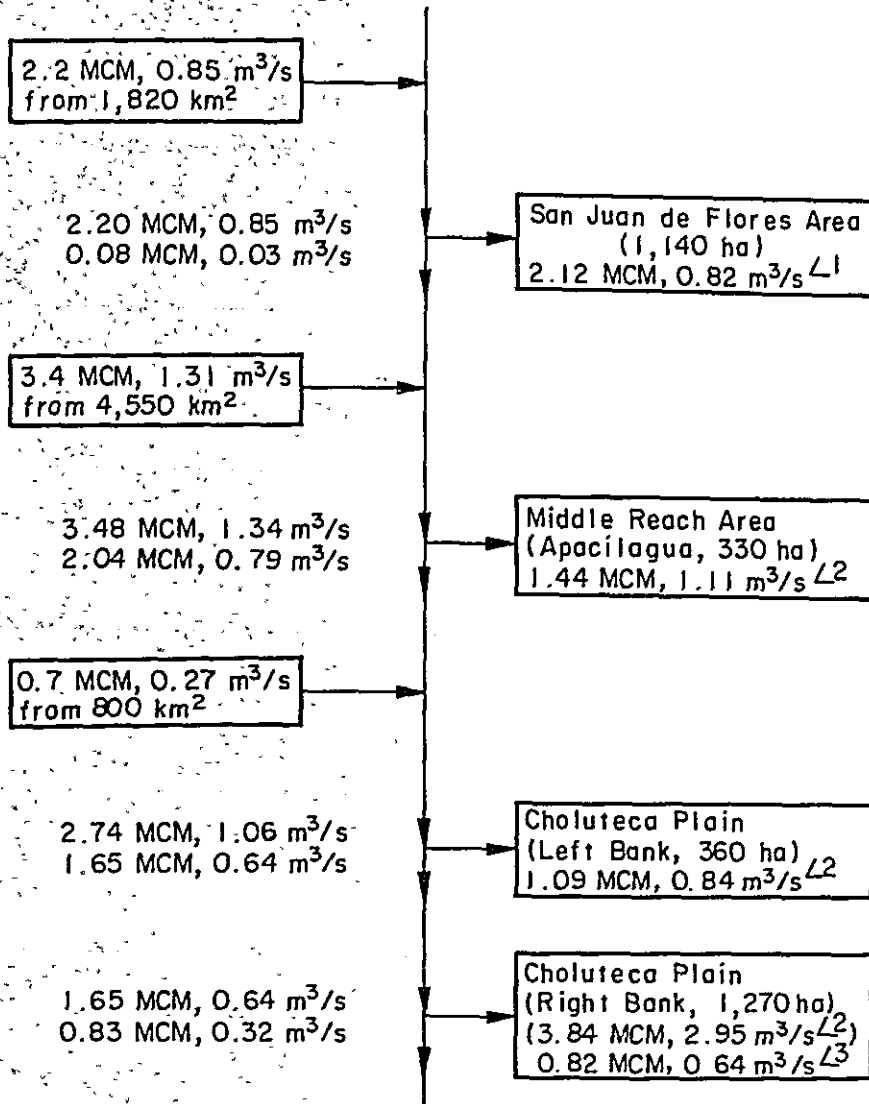 2.2 MCM, 0.85 m³/s
from 1,820 km²
2.20 MCM, 0.85 m³/s
0.08 MCM, 0.03 m³/s
San Juan de Flores Area
(1,140 ha)
2.12 MCM, 0.82 m³/s ∠1
3.4 MCM, 1.31 m³/s
from 4,550 km²
3.48 MCM, 1.34 m³/s
2.04 MCM, 0.79 m³/s
Middle Reach Area
(Apacilagua, 330 ha)
1.44 MCM, 1.11 m³/s ∠2
0.7 MCM, 0.27 m³/s
from 800 km²
2.74 MCM, 1.06 m³/s
1.65 MCM, 0.64 m³/s
Choluteca Plain
(Left Bank, 360 ha)
1.09 MCM, 0.84 m³/s ∠2
1.65 MCM, 0.64 m³/s
0.83 MCM, 0.32 m³/s
Choluteca Plain
(Right Bank, 1,270 ha)
(3.84 MCM, 2.95 m³/s ∠2)
0.82 MCM, 0 64 m³/s ∠3